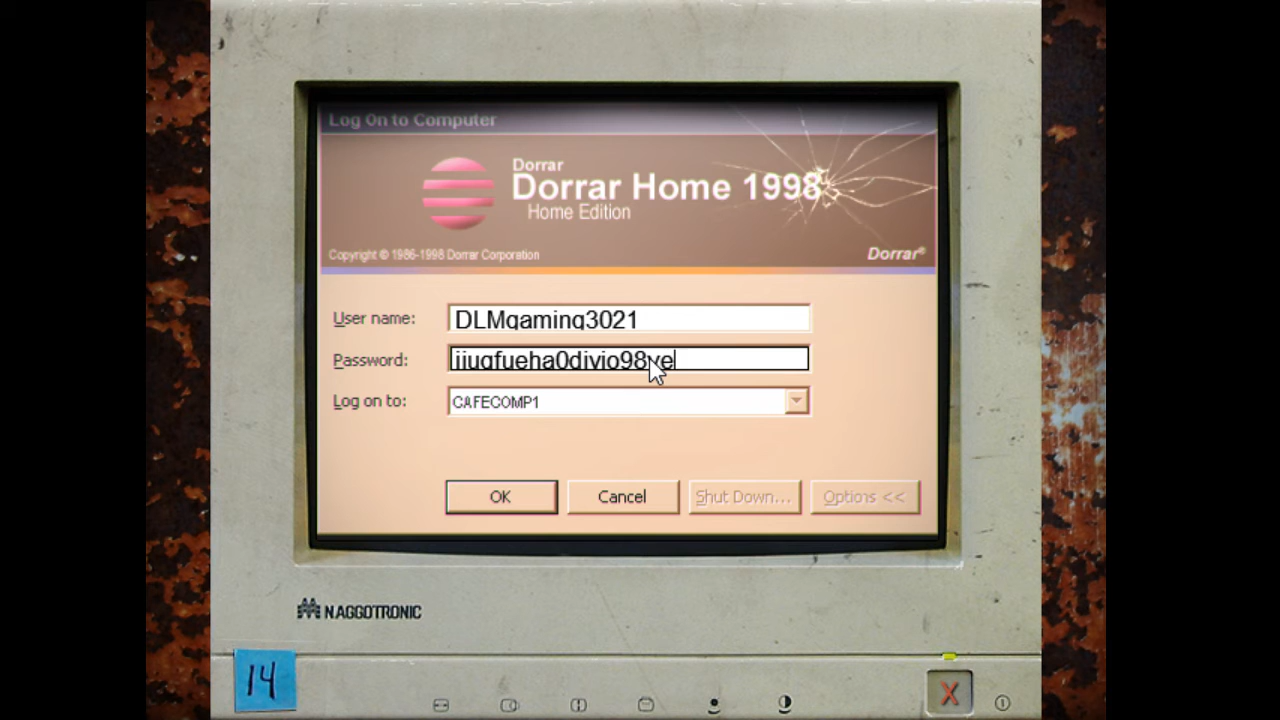 Log On to Computer
Dorrar
Dorrar Home 1998
Home Edition
Copyright © 1986-1998 Dorrar Corporation
Dorrar®
User name: DLMgaming3021
Password:
Log on to: CAFECOMP1
OK Cancel Shut Down... Options <<
NAGGOTRONIC
14
X